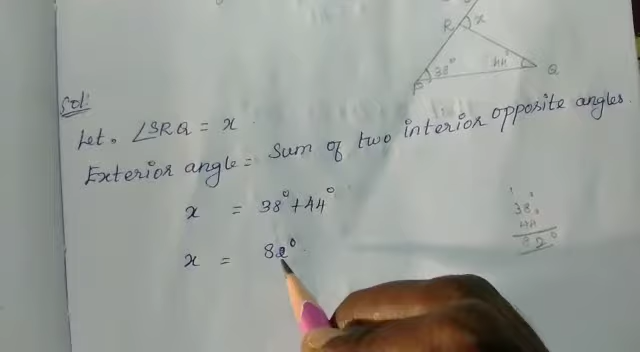 R x
38° 44° Q
P
Sol:
Let. ∠SRQ = x.
Exterior angle = Sum of two interior opposite angles.
x = 38° + 44°
38
44
82°
x = 82°.